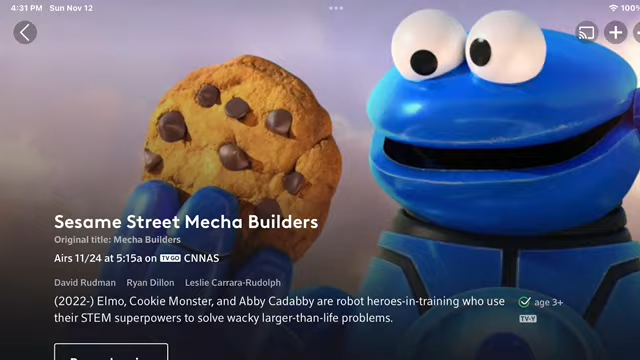 4:31 PM Sun Nov 12
100%
Sesame Street Mecha Builders
Original title: Mecha Builders
Airs 11/24 at 5:15a on TVGO CNNAS
David Rudman Ryan Dillon Leslie Carrara-Rudolph
(2022-) Elmo, Cookie Monster, and Abby Cadabby are robot heroes-in-training who use
their STEM superpowers to solve wacky larger-than-life problems.
age 3+
TV-Y